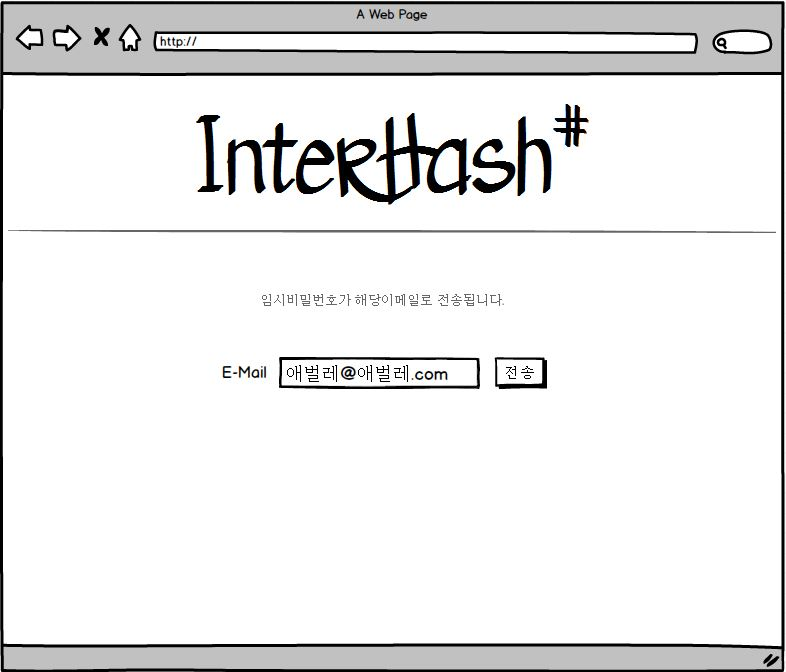 A Web Page
http://
InterHash#
임시비밀번호가 해당이메일로 전송됩니다.
E-Mail 애벌레@애벌레.com 전송